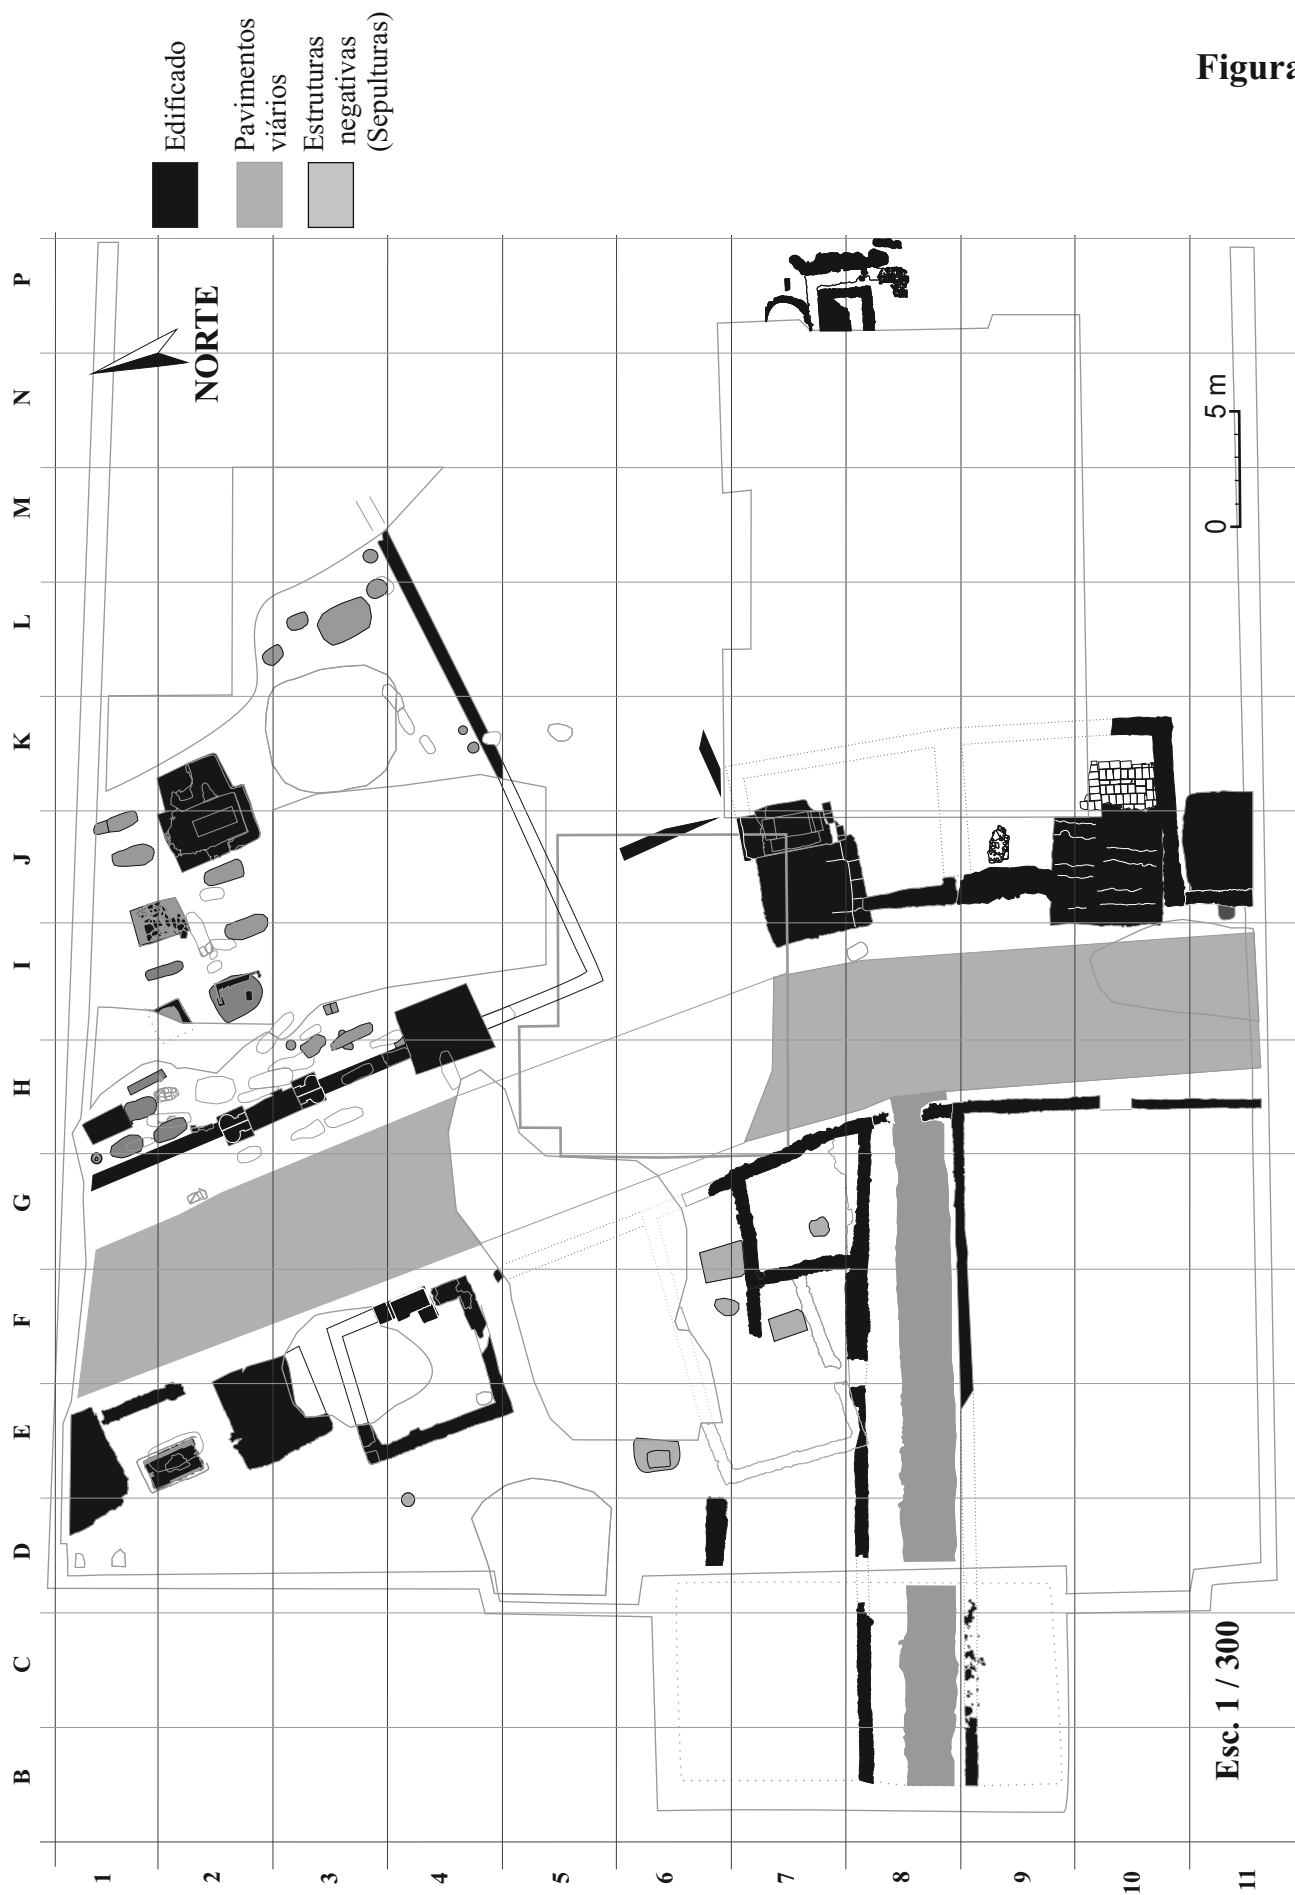 Figura
Edificado
Pavimentos
viários
Estruturas
negativas
(Sepulturas)
NORTE
P
N
M
L
K
J
I
H
G
F
E
D
C
B
1
2
3
4
5
6
7
8
9
10
11
0 5 m
Esc. 1 / 300